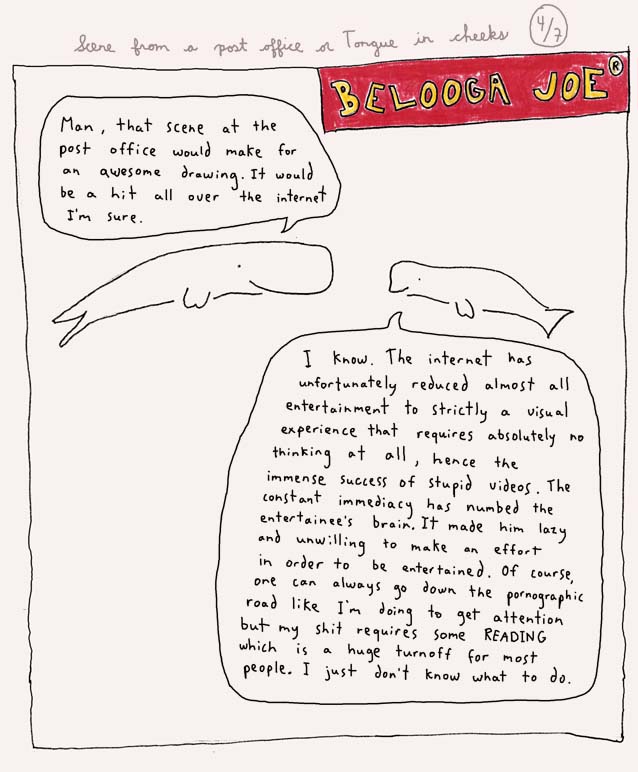 Scene from a post office or Tongue in cheeks 4/7
BELOOGA JOE®
Man, that scene at the
post office would make for
an awesome drawing. It would
be a hit all over the internet
I'm sure.
I know. The internet has
unfortunately reduced almost all
entertainment to strictly a visual
experience that requires absolutely no
thinking at all, hence the
immense success of stupid videos. The
constant immediacy has numbed the
entertainee's brain. It made him lazy
and unwilling to make an effort
in order to be entertained. Of course,
one can always go down the pornographic
road like I'm doing to get attention
but my shit requires some READING
which is a huge turnoff for most
people. I just don't know what to do.